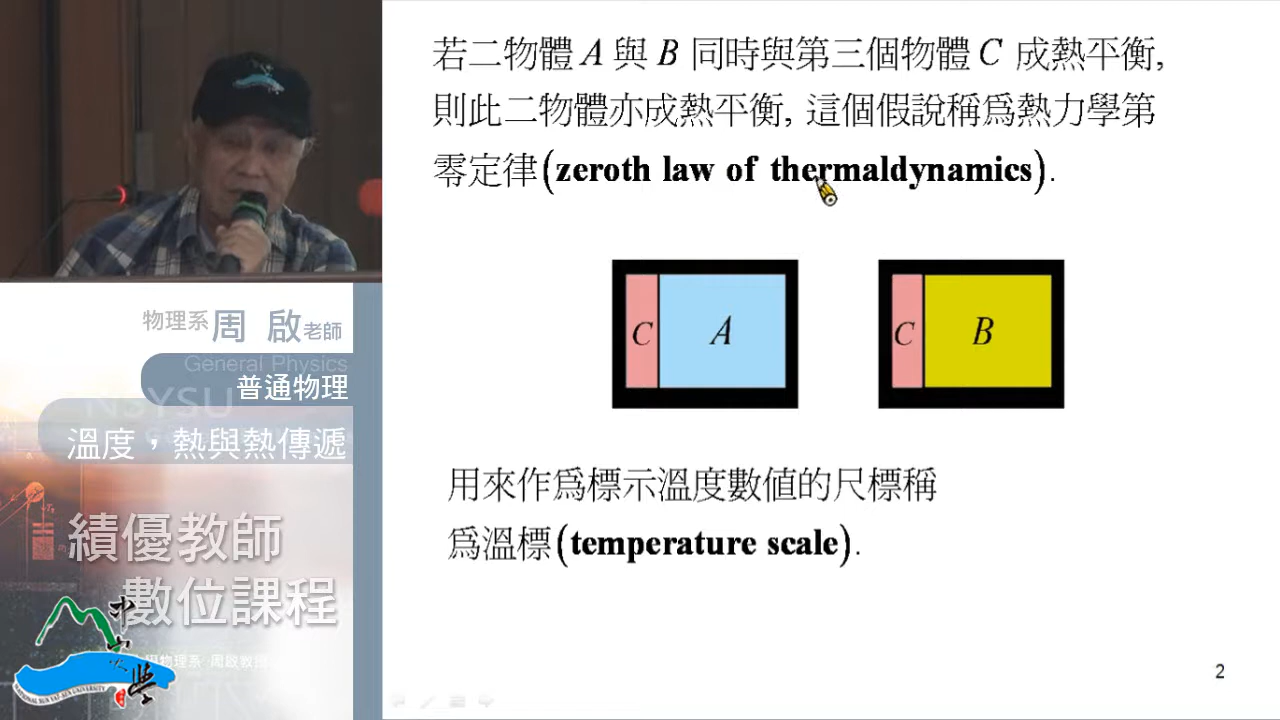 若二物體 A 與 B 同時與第三個物體 C 成熱平衡,
則此二物體亦成熱平衡, 這個假說稱為熱力學第
零定律(zeroth law of thermaldynamics).
C A
C B
用來作為標示溫度數值的尺標稱
為溫標(temperature scale).
2
物理系周 啟老師
General Physics
普通物理
NSYSU
溫度，熱與熱傳遞
績優教師
數位課程